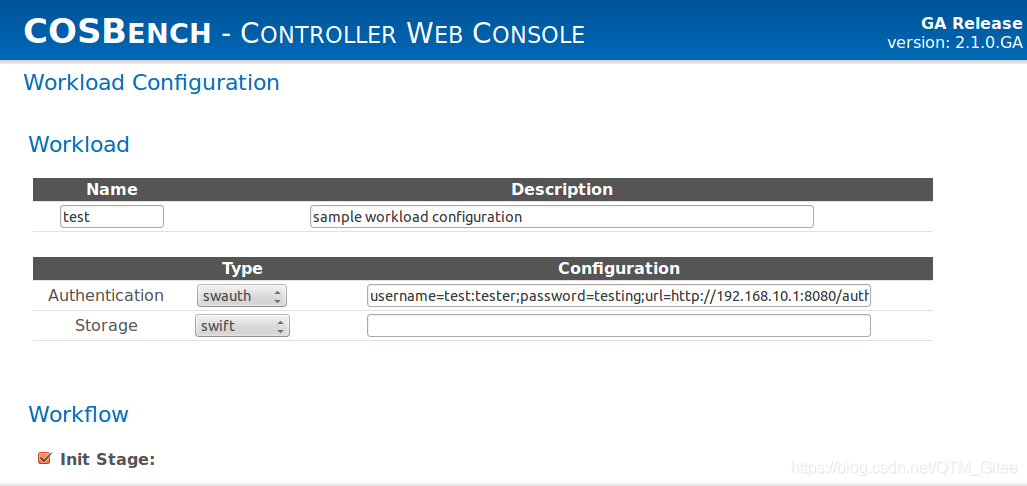 COSBENCH - CONTROLLER WEB CONSOLE
GA Release
version: 2.1.0.GA
Workload Configuration
Workload
Name Description
test sample workload configuration
Type Configuration
Authentication swauth username=test:tester;password=testing;url=http://192.168.10.1:8080/auth
Storage swift
Workflow
Init Stage:
https://blog.csdn.net/QTM_Gitee